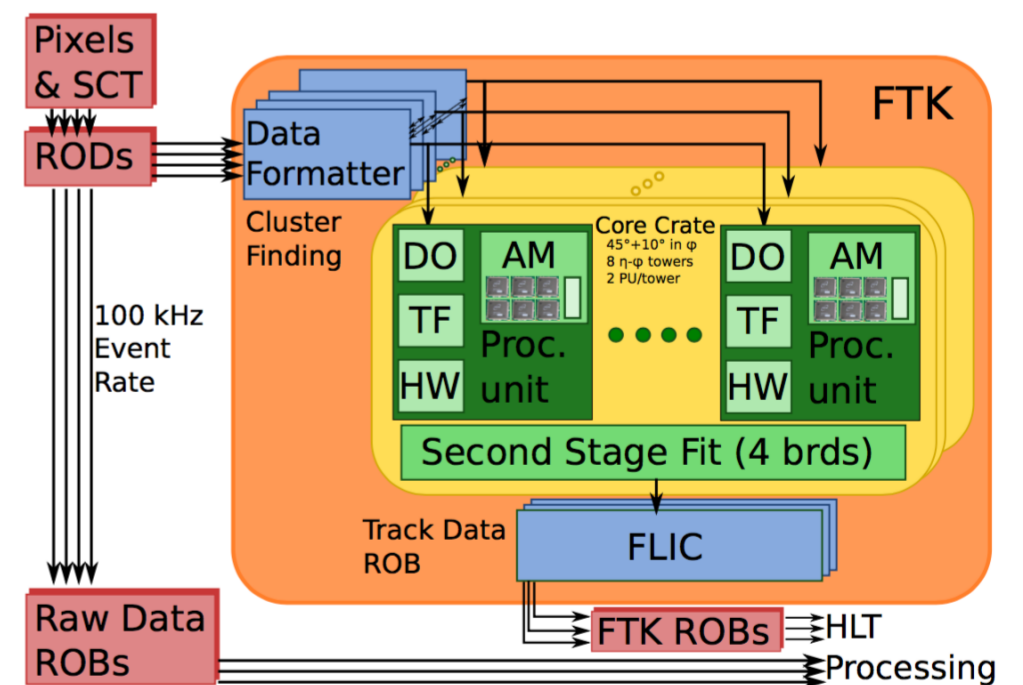 Pixels
& SCT
RODs
100 kHz
Event
Rate
Raw Data
ROBs
FTK
Data
Formatter
Cluster
Finding
Core Crate
45°+10° in φ
8 η-φ towers
2 PU/tower
DO
TF
HW
AM
Proc.
unit
DO
TF
HW
AM
Proc.
unit
Second Stage Fit (4 brds)
Track Data
ROB
FLIC
FTK ROBs
HLT
Processing